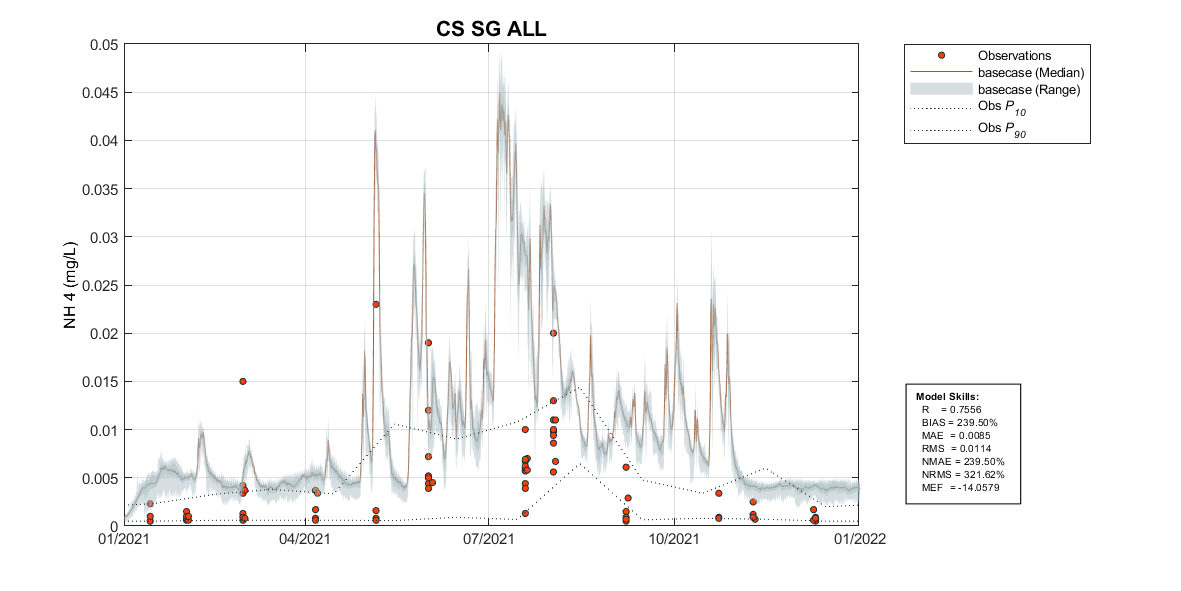 CS SG ALL
0.05
0.045
0.04
0.035
0.03
0.025
0.02
0.015
0.01
0.005
0
NH 4 (mg/L)
01/2021
04/2021
07/2021
10/2021
01/2022
Observations
basecase (Median)
basecase (Range)
Obs P10
Obs P90
Model Skills:
R = 0.7556
BIAS = 239.50%
MAE = 0.0085
RMS = 0.0114
NMAE = 239.50%
NRMS = 321.62%
MEF = -14.0579